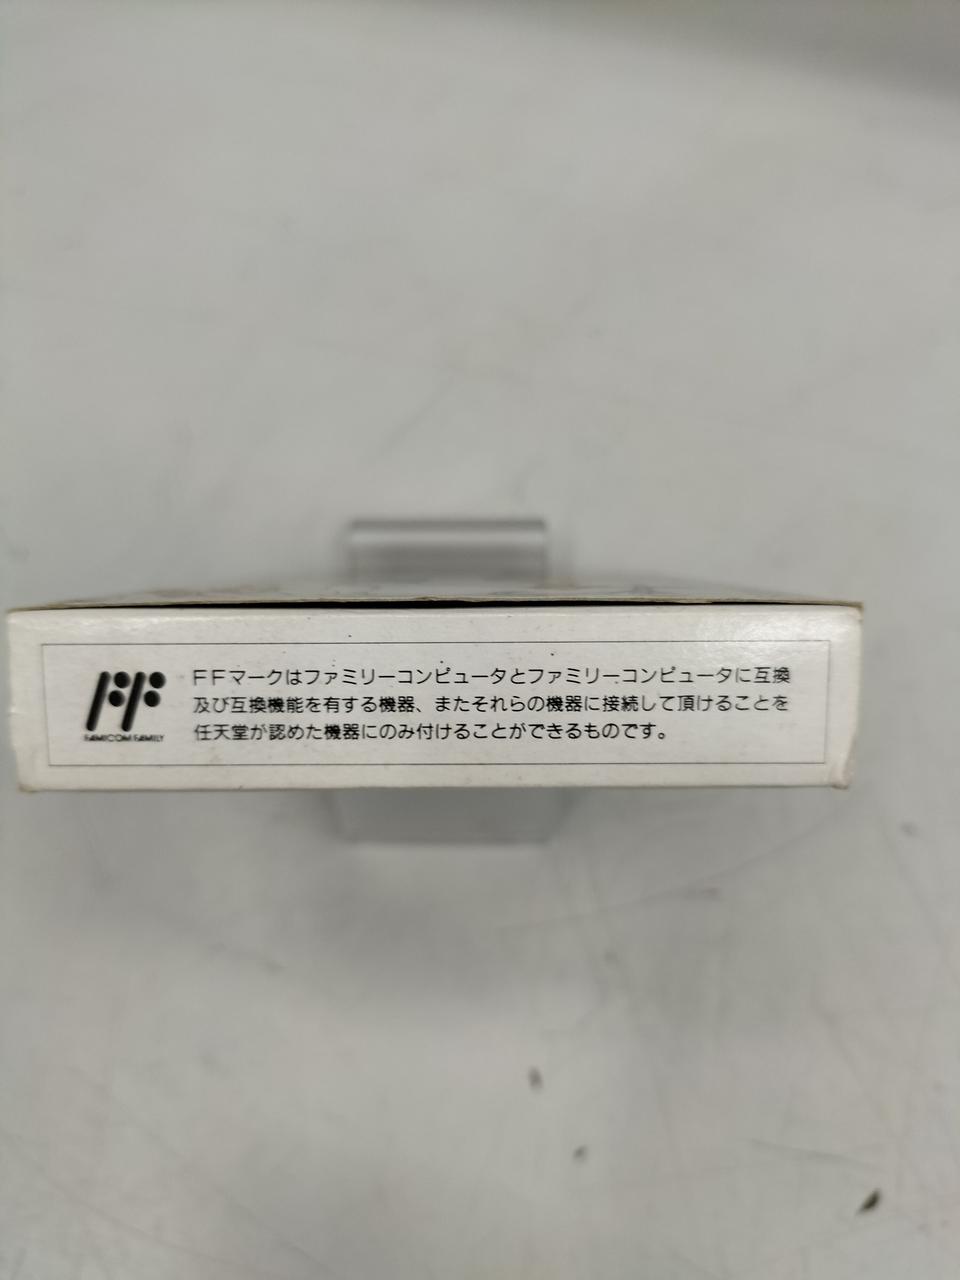 FFマークはファミリーコンピュータとファミリーコンピュータに互換
及び互換機能を有する機器、またそれらの機器に接続して頂けることを
任天堂が認めた機器にのみ付けることができるものです。
FF
FAMICOM FAMILY